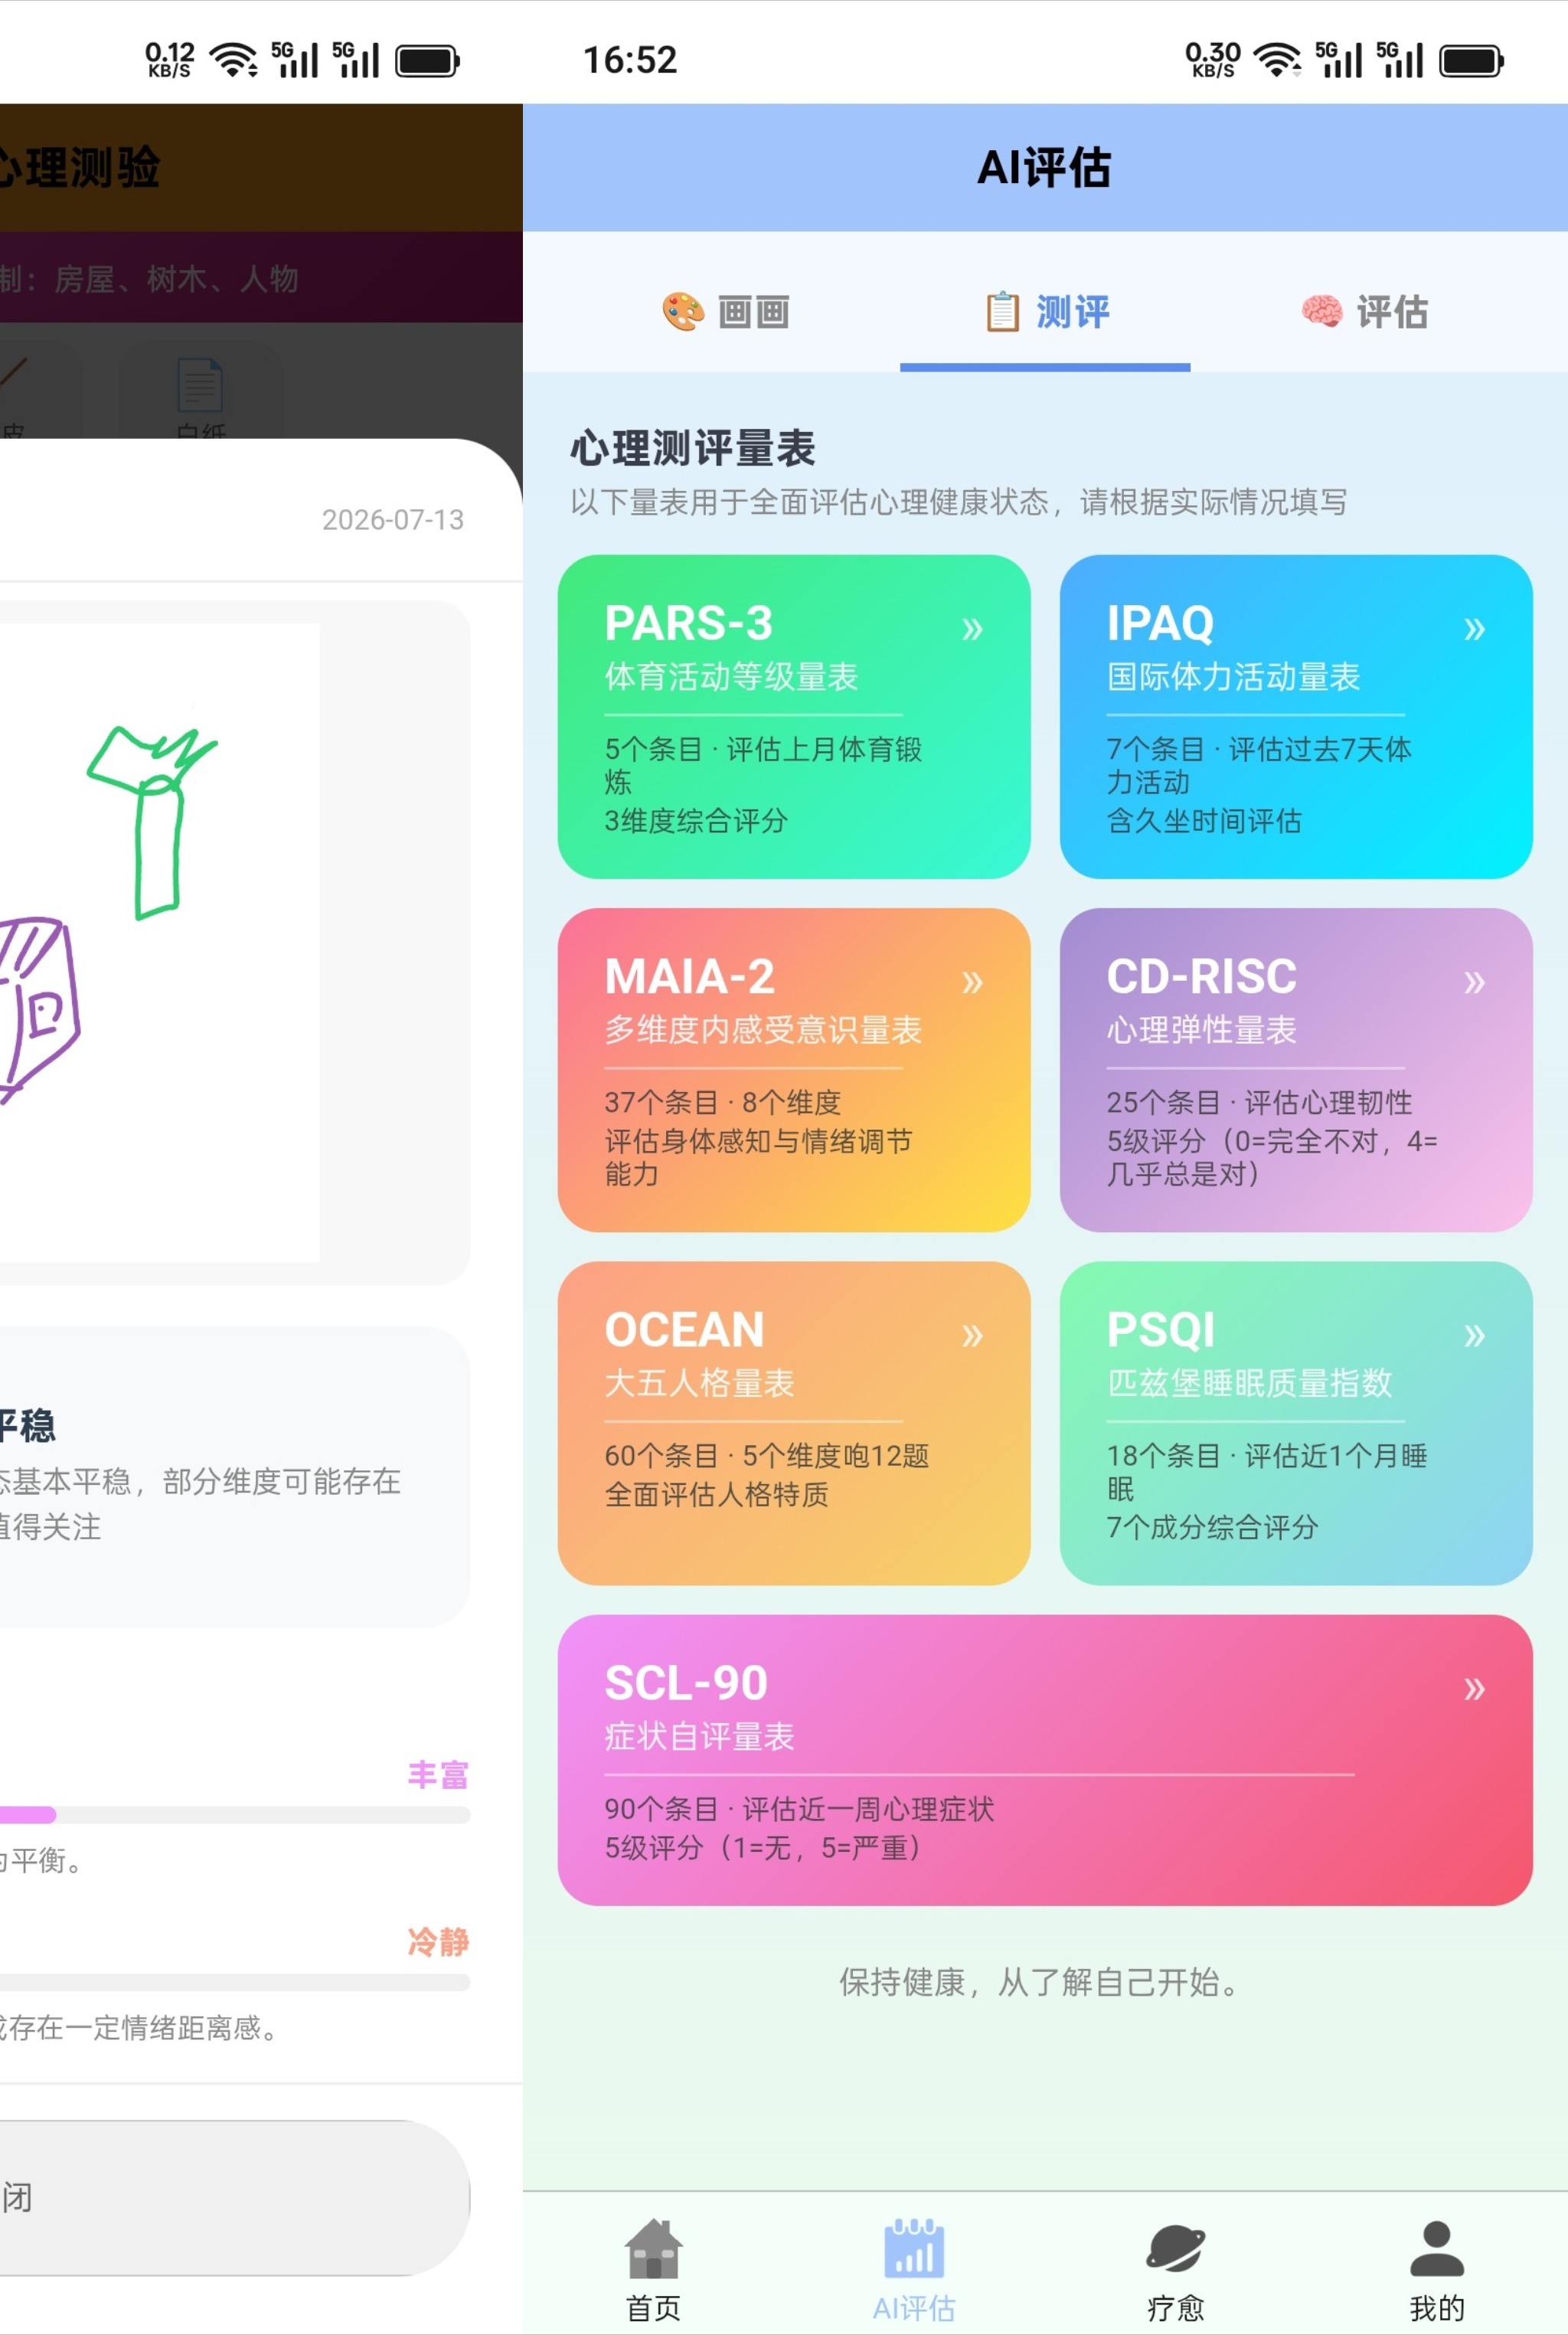 0.12
KB/S
5G
5G
心理测验
制：房屋、树木、人物
皮
白纸
2026-07-13
平稳
态基本平稳，部分维度可能存在
值得关注
丰富
为平衡。
冷静
或存在一定情绪距离感。
闭
16:52
0.30
KB/S
5G
5G
AI评估
画画
测评
评估
心理测评量表
以下量表用于全面评估心理健康状态，请根据实际情况填写
PARS-3
»
体育活动等级量表
5个条目 · 评估上月体育锻
炼
3维度综合评分
IPAQ
»
国际体力活动量表
7个条目 · 评估过去7天体
力活动
含久坐时间评估
MAIA-2
»
多维度内感受意识量表
37个条目 · 8个维度
评估身体感知与情绪调节
能力
CD-RISC
»
心理弹性量表
25个条目 · 评估心理韧性
5级评分（0=完全不对，4=
几乎总是对）
OCEAN
»
大五人格量表
60个条目 · 5个维度咆12题
全面评估人格特质
PSQI
»
匹兹堡睡眠质量指数
18个条目 · 评估近1个月睡
眠
7个成分综合评分
SCL-90
»
症状自评量表
90个条目 · 评估近一周心理症状
5级评分（1=无，5=严重）
保持健康，从了解自己开始。
首页
AI评估
疗愈
我的